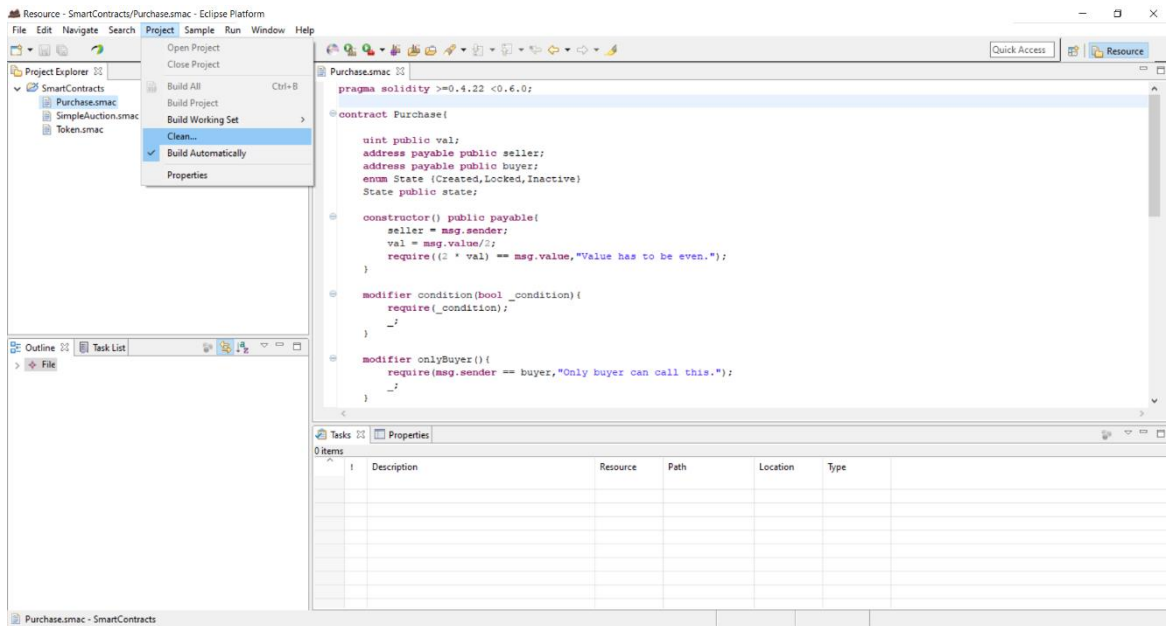 Resource - SmartContracts/Purchase.smac - Eclipse Platform
File Edit Navigate Search Project Sample Run Window Help
Quick Access
Resource
Open Project
Close Project
Build All Ctrl+B
Build Project
Build Working Set
Clean...
Build Automatically
Properties
Project Explorer
SmartContracts
Purchase.smac
SimpleAuction.smac
Token.smac
Purchase.smac
pragma solidity >=0.4.22 <0.6.0;
contract Purchase{
uint public val;
address payable public seller;
address payable public buyer;
enum State {Created,Locked,Inactive}
State public state;
constructor() public payable{
seller = msg.sender;
val = msg.value/2;
require((2 * val) == msg.value,"Value has to be even.");
}
modifier condition(bool _condition){
require(_condition);
_;
}
modifier onlyBuyer(){
require(msg.sender == buyer,"Only buyer can call this.");
_;
}
Outline Task List
File
Tasks Properties
0 items
! Description Resource Path Location Type
Purchase.smac - SmartContracts